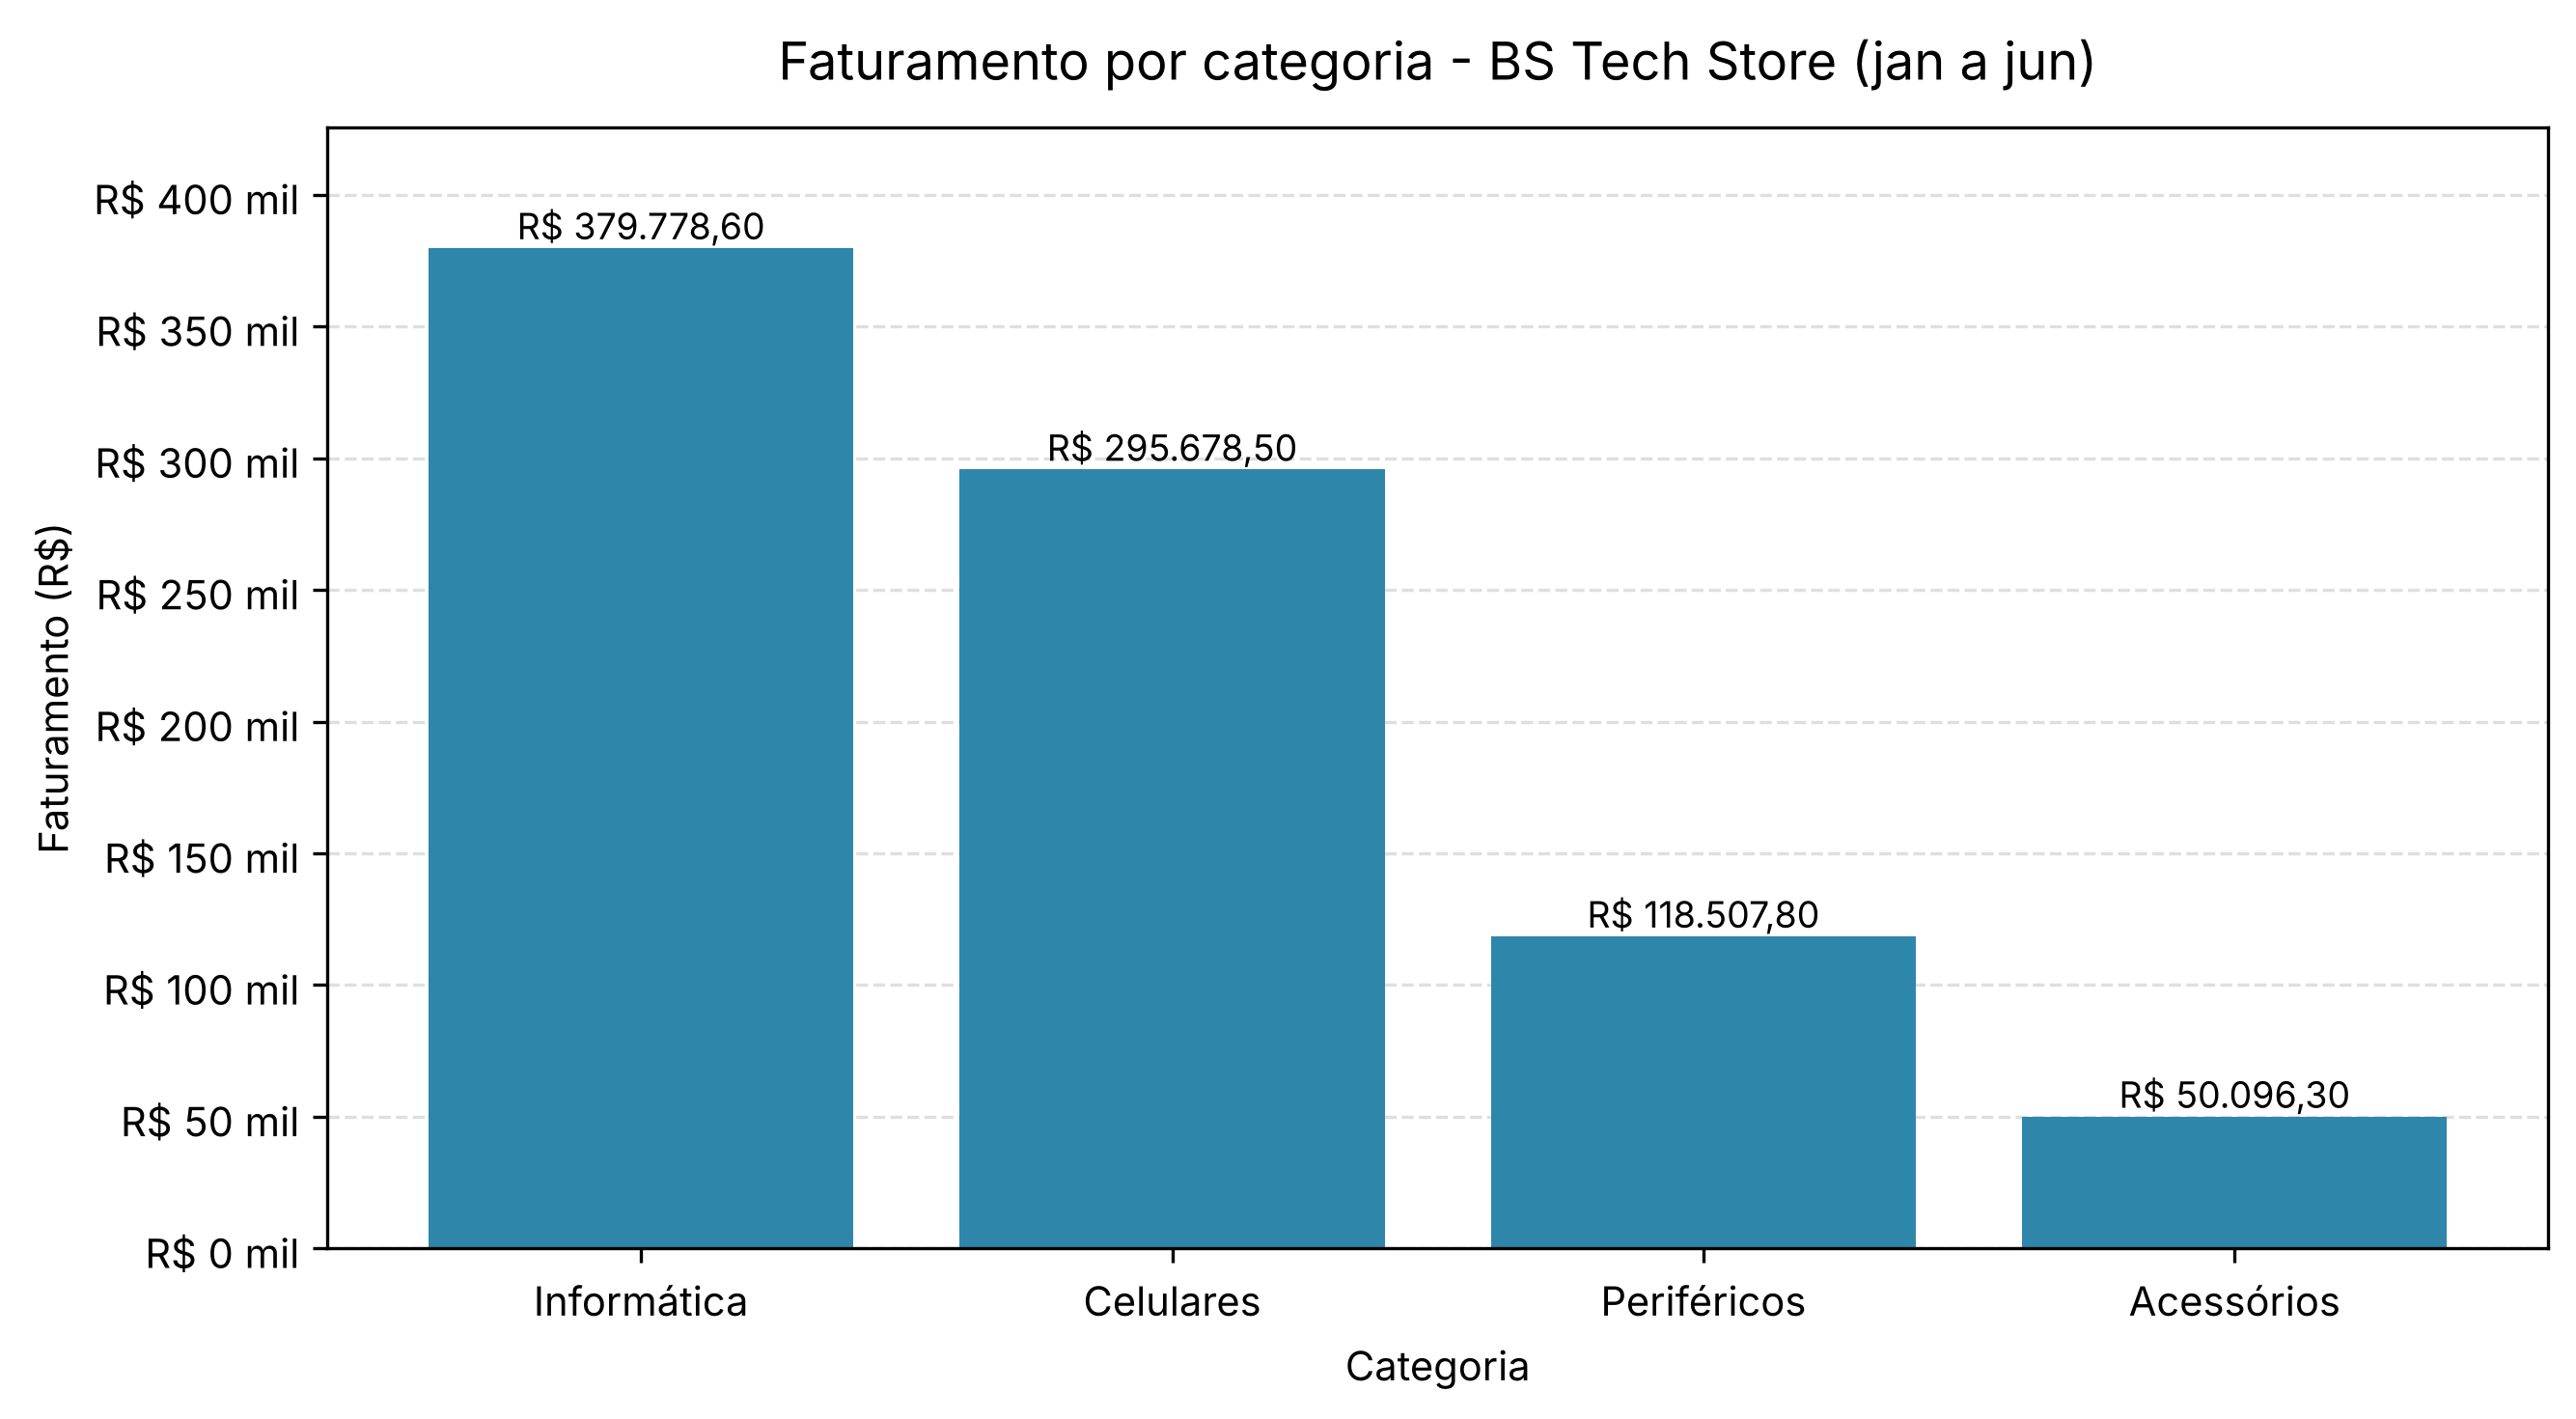 Faturamento por categoria - BS Tech Store (jan a jun)
Faturamento (R$)
R$ 400 mil
R$ 350 mil
R$ 300 mil
R$ 250 mil
R$ 200 mil
R$ 150 mil
R$ 100 mil
R$ 50 mil
R$ 0 mil
R$ 379.778,60
R$ 295.678,50
R$ 118.507,80
R$ 50.096,30
Informática
Celulares
Periféricos
Acessórios
Categoria